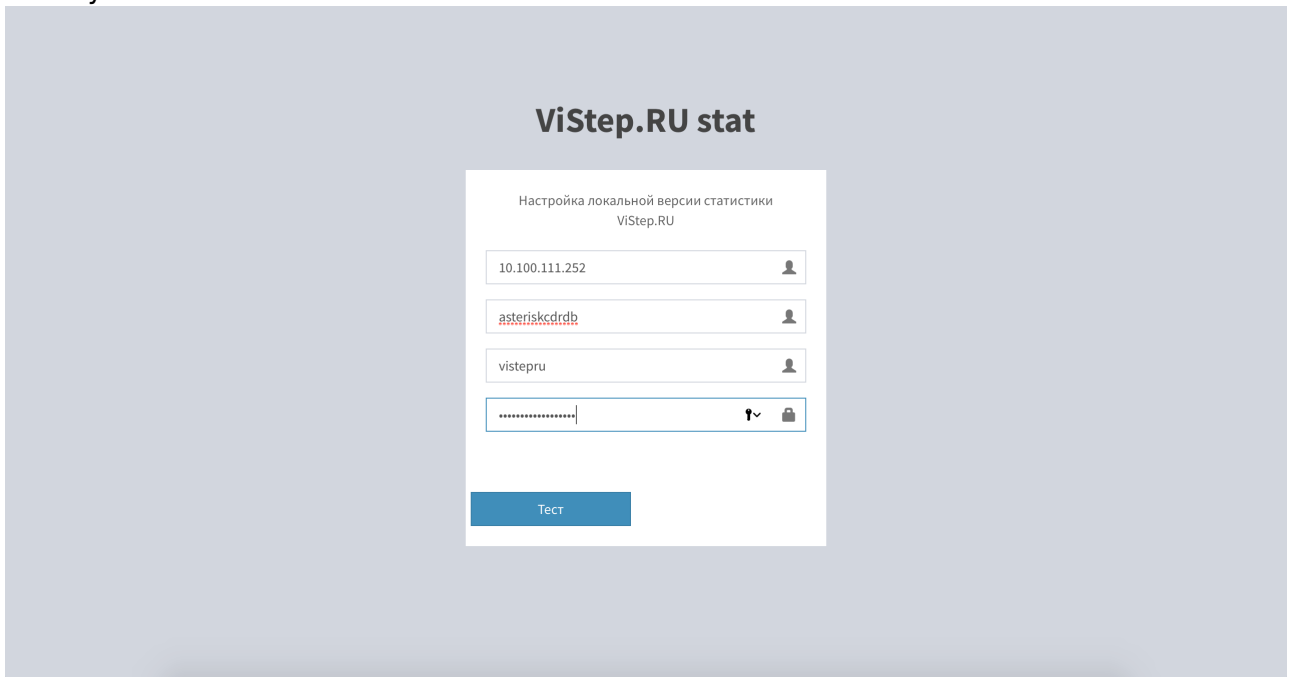 ViStep.RU stat
Настройка локальной версии статистики
ViStep.RU
10.100.111.252
asteriskcdrdb
vistepru
••••••••••••••••••
Тест